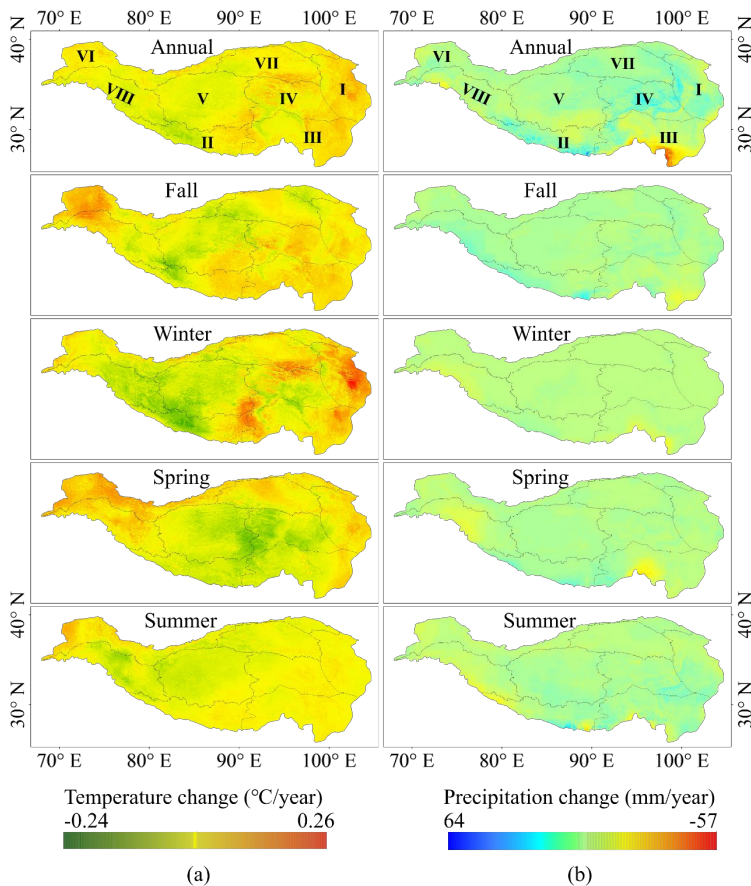 70° E 80° E 90° E 100° E 70° E 80° E 90° E 100° E
40° N
30° N
Annual
VI
VII
VIII
V
IV
I
II
III
Annual
VI
VII
VIII
V
IV
I
II
III
40° N
30° N
Fall
Fall
Winter
Winter
Spring
Spring
40° N
30° N
Summer
Summer
40° N
30° N
70° E 80° E 90° E 100° E 70° E 80° E 90° E 100° E
Temperature change (℃/year)
-0.24 0.26
Precipitation change (mm/year)
64 -57
(a) (b)